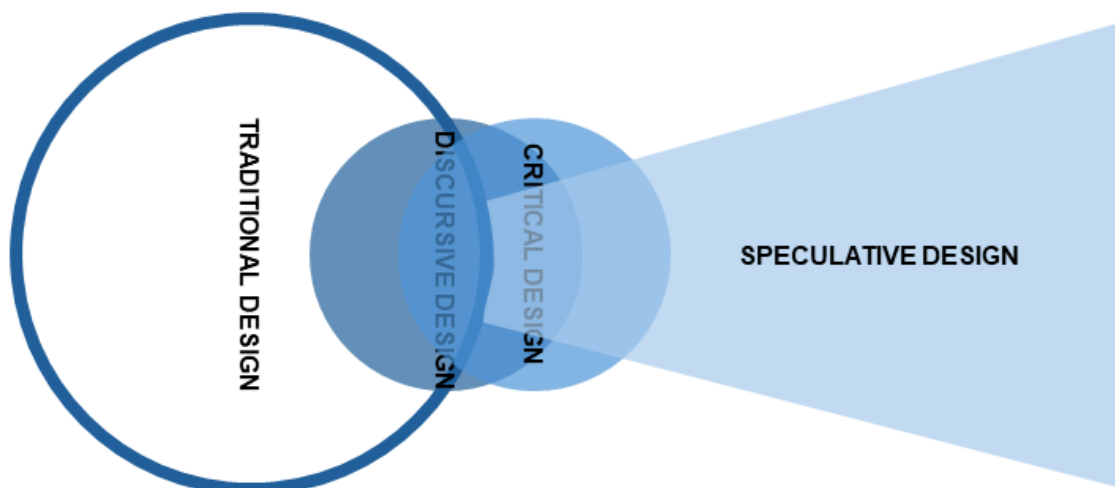 TRADITIONAL DESIGN
DISCURSIVE DESIGN
CRITICAL DESIGN
SPECULATIVE DESIGN